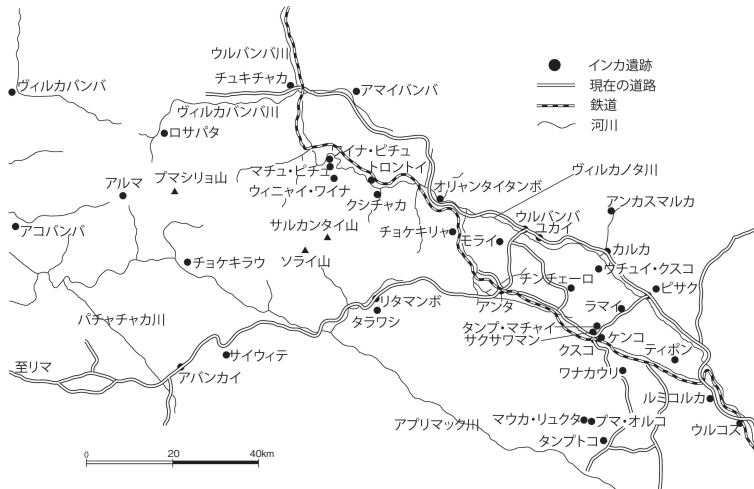 ウルバンバ川
チュキチャカ
アマイバンバ
ヴィルカバンバ
ヴィルカバンバ川
ロサパタ
インカ遺跡
現在の道路
鉄道
河川
ワイナ・ピチュ
マチュ・ピチュ
トロントイ
ウィニャイ・ワイナ
クシチャカ
プマシリョ山
アルマ
オリャンタイタンボ
ヴィルカノタ川
アンカスマルカ
ウルバンバ
ユカイ
アコバンバ
サルカンタイ山
チョケキリャ
モライ
カルカ
ソライ山
チョケキラウ
チンチェーロ
ウチュイ・クスコ
ピサク
パチャチャカ川
リタマンボ
タラワシ
アンタ
ラマイ
タンプ・マチャイ
サクサワマン
ケンコ
クスコ
ティポン
至リマ
サイウィテ
アバンカイ
ワナカウリ
ルミコルカ
アプリマック川
マウカ・リュクタ
プマ・オルコ
ウルコス
タンプトコ
0
20
40km